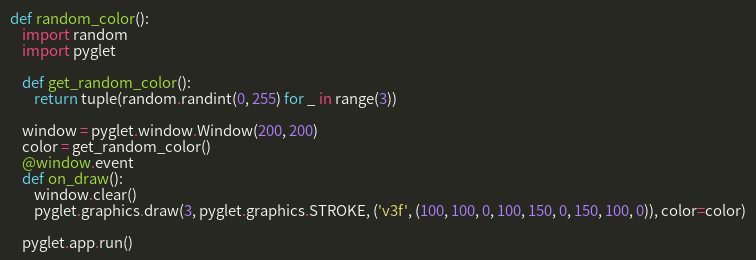 def random_color():
    import random
    import pyglet

    def get_random_color():
        return tuple(random.randint(0, 255) for _ in range(3))

    window = pyglet.window.Window(200, 200)
    color = get_random_color()
    @window.event
    def on_draw():
        window.clear()
        pyglet.graphics.draw(3, pyglet.graphics.STROKE, ('v3f', (100, 100, 0, 100, 150, 0, 150, 100, 0)), color=color)

    pyglet.app.run()